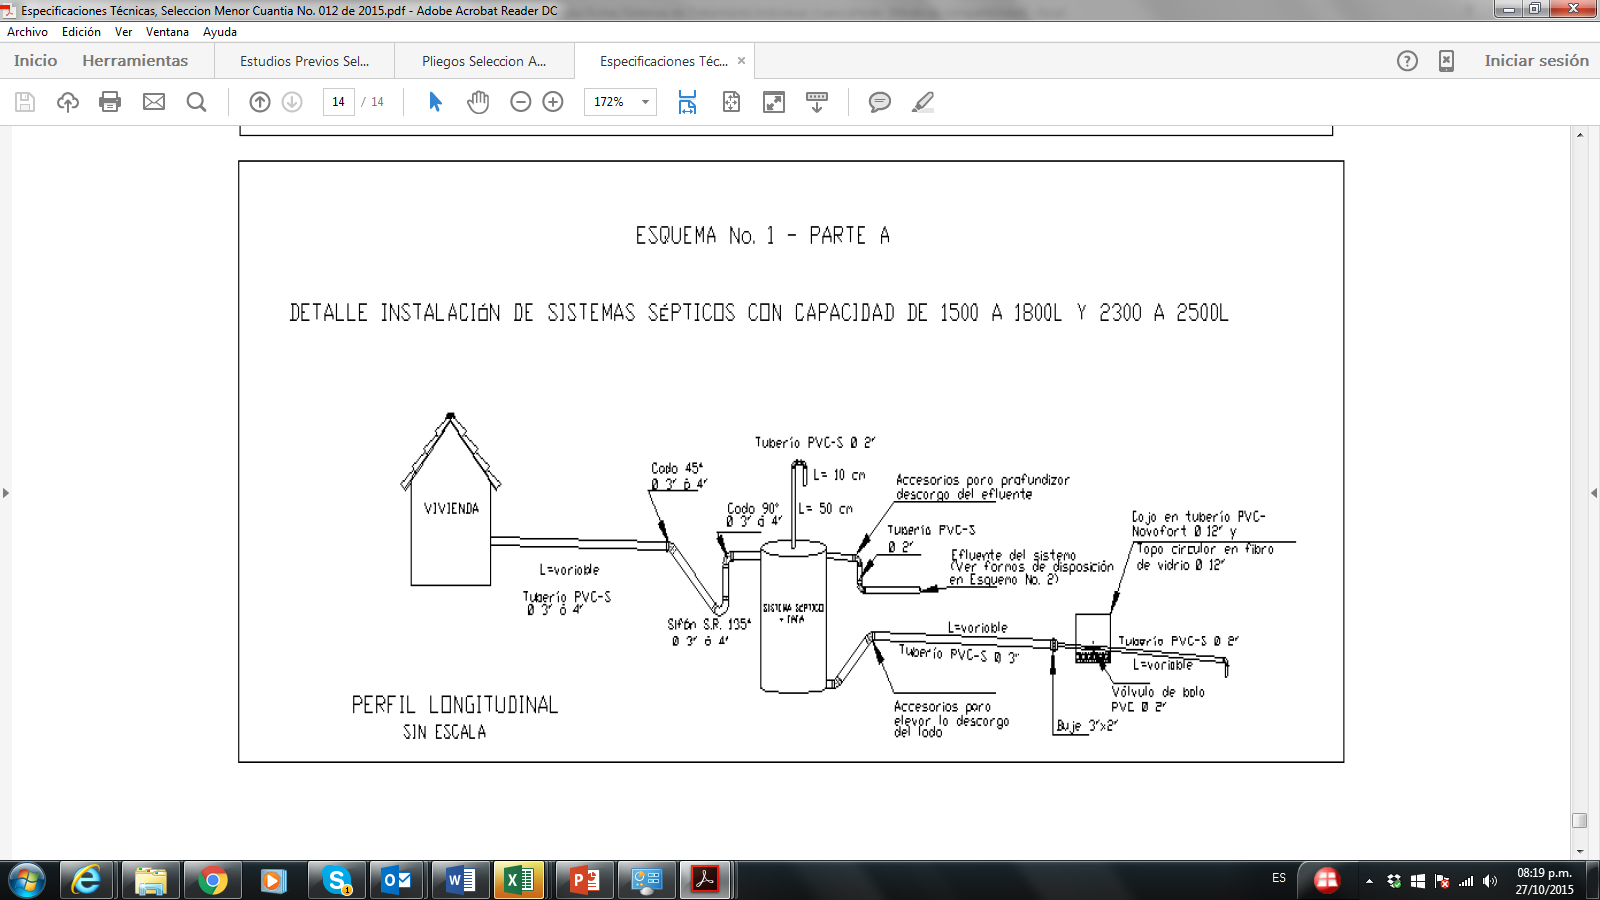 Especificaciones Técnicas, Seleccion Menor Cuantia No. 012 de 2015.pdf - Adobe Acrobat Reader DC
Archivo Edición Ver Ventana Ayuda
Inicio Herramientas Estudios Previos Sel... Pliegos Seleccion A... Especificaciones Téc... Iniciar sesión
14 / 14 172%
ESQUEMA No. 1 - PARTE A
DETALLE INSTALACIÓN DE SISTEMAS SÉPTICOS CON CAPACIDAD DE 1500 A 1800L Y 2300 A 2500L
VIVIENDA
L=variable
Tubería PVC-S
Ø 3" ó 4"
Codo 45°
Ø 3" ó 4"
Sifón S.R. 135°
Ø 3" ó 4"
Codo 90°
Ø 3" ó 4"
Tubería PVC-S Ø 2"
L= 10 cm
L= 50 cm
SISTEMA SÉPTICO
+ TAPA
Accesorios para profundizar
descarga del efluente
Tubería PVC-S
Ø 2"
Efluente del sistema
(Ver formas de disposición
en Esquema No. 2)
L=variable
Tubería PVC-S Ø 3"
Accesorios para
elevar la descarga
del lodo
Buje 3"x2"
Caja en tubería PVC-
Novafort Ø 12" y
Tapa circular en fibra
de vidrio Ø 12"
Tubería PVC-S Ø 2"
L=variable
Válvula de bola
PVC Ø 2"
PERFIL LONGITUDINAL
SIN ESCALA
ES
08:19 p.m.
27/10/2015